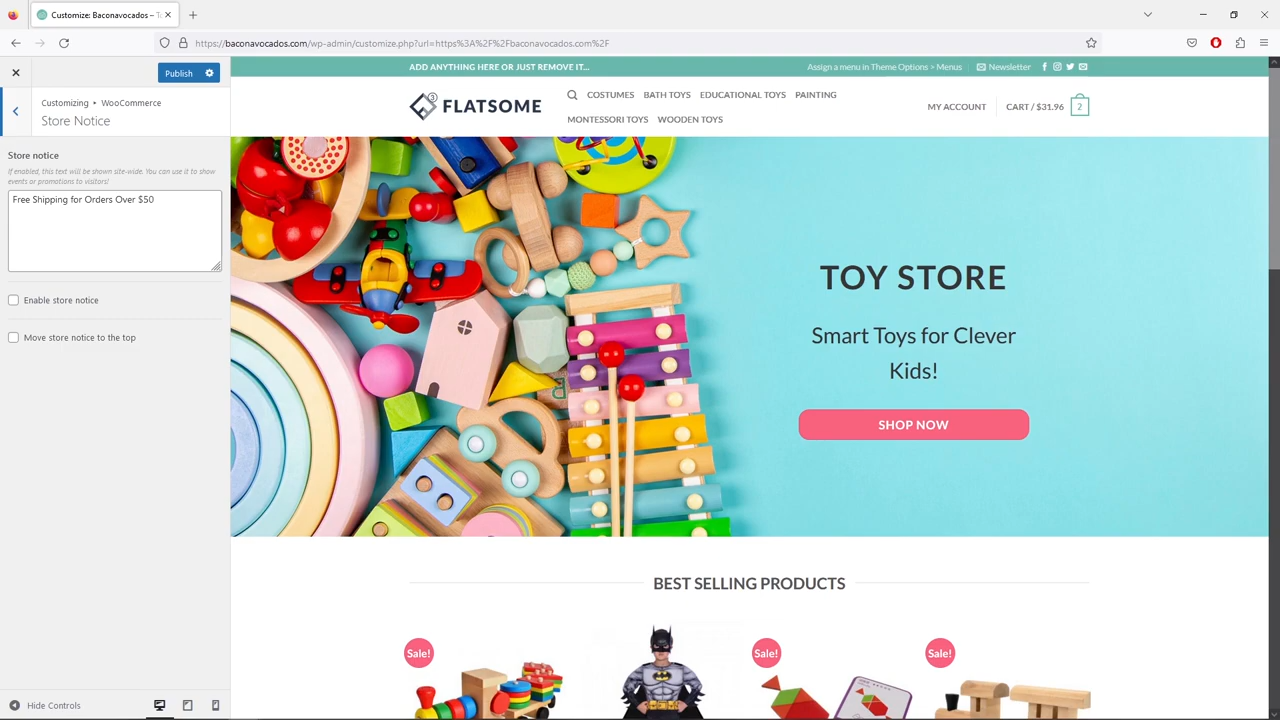 Customize: Baconavocados – To
https://baconavocados.com/wp-admin/customize.php?url=https%3A%2F%2Fbaconavocados.com%2F
Publish
Customizing • WooCommerce
Store Notice
Store notice
If enabled, this text will be shown site-wide. You can use it to show
events or promotions to visitors!
Free Shipping for Orders Over $50
Enable store notice
Move store notice to the top
Hide Controls
ADD ANYTHING HERE OR JUST REMOVE IT...
Assign a menu in Theme Options > Menus
Newsletter
3
FLATSOME
COSTUMES BATH TOYS EDUCATIONAL TOYS PAINTING
MONTESSORI TOYS WOODEN TOYS
MY ACCOUNT
CART / $31.96
2
TOY STORE
Smart Toys for Clever
Kids!
SHOP NOW
BEST SELLING PRODUCTS
Sale!
Sale!
Sale!